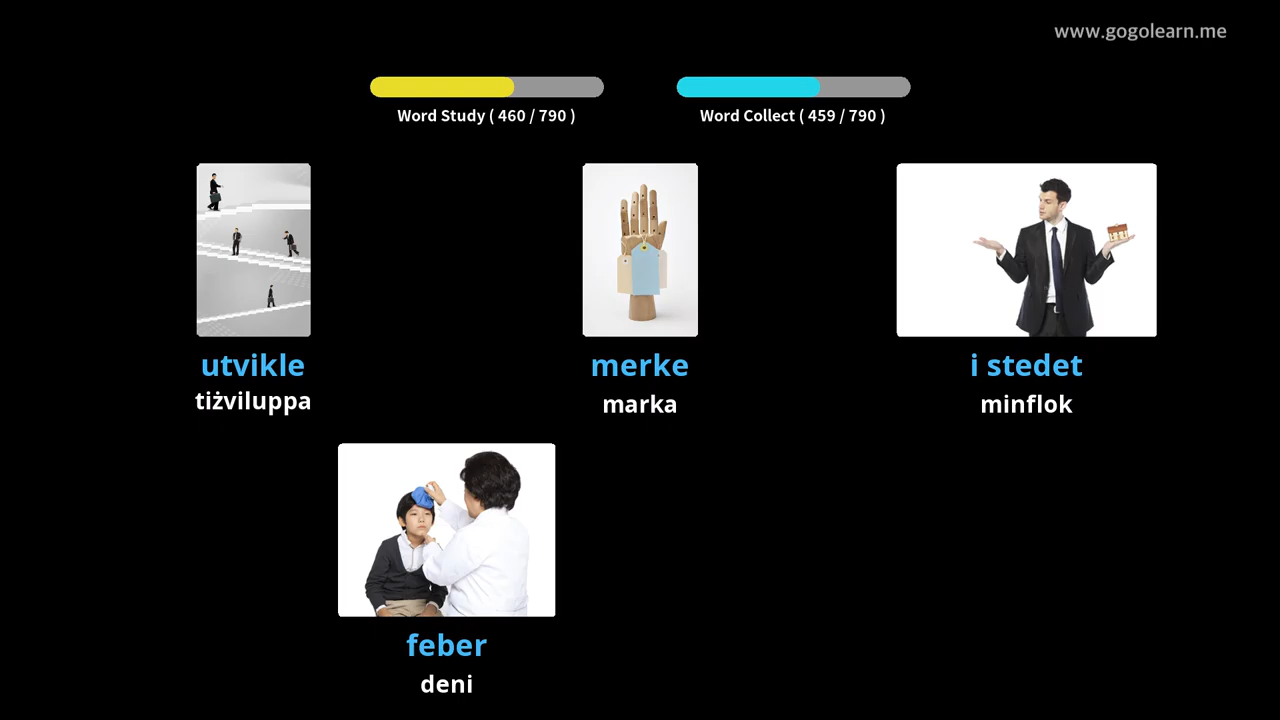 www.gogolearn.me
Word Study ( 460 / 790 )
Word Collect ( 459 / 790 )
utvikle
tiżviluppa
merke
marka
i stedet
minflok
feber
deni